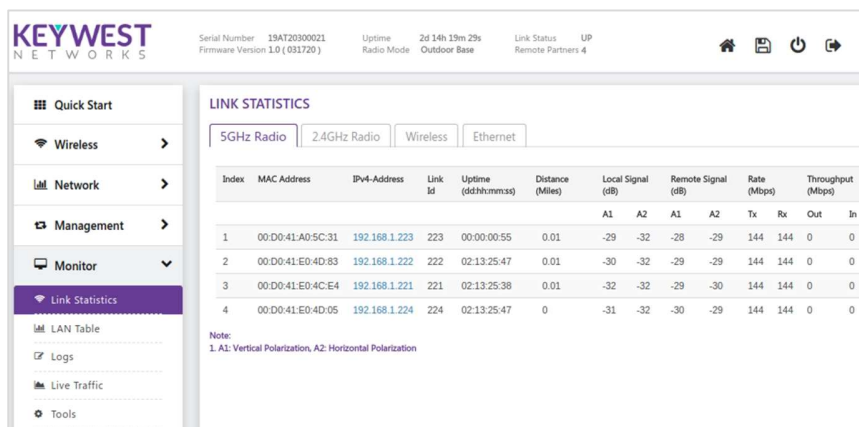 KEYWEST
NETWORKS
Serial Number 19AT20300021 Uptime 2d 14h 19m 29s Link Status UP
Firmware Version 1.0 ( 031720 ) Radio Mode Outdoor Base Remote Partners 4
Quick Start
Wireless
Network
Management
Monitor
Link Statistics
LAN Table
Logs
Live Traffic
Tools
LINK STATISTICS
5GHz Radio 2.4GHz Radio Wireless Ethernet
Index MAC Address IPv4-Address Link Uptime Distance Local Signal Remote Signal Rate Throughput
Id (dd:hh:mm:ss) (Miles) (dB) (dB) (Mbps) (Mbps)
A1 A2 A1 A2 Tx Rx Out In
1 00:D0:41:A0:5C:31 192.168.1.223 223 00:00:00:55 0.01 -29 -32 -28 -29 144 144 0 0
2 00:D0:41:E0:4D:83 192.168.1.222 222 02:13:25:47 0.01 -30 -32 -29 -29 144 144 0 0
3 00:D0:41:E0:4C:E4 192.168.1.221 221 02:13:25:38 0.01 -32 -32 -29 -30 144 144 0 0
4 00:D0:41:E0:4D:05 192.168.1.224 224 02:13:25:47 0 -31 -32 -30 -29 144 144 0 0
Note:
1. A1: Vertical Polarization, A2: Horizontal Polarization